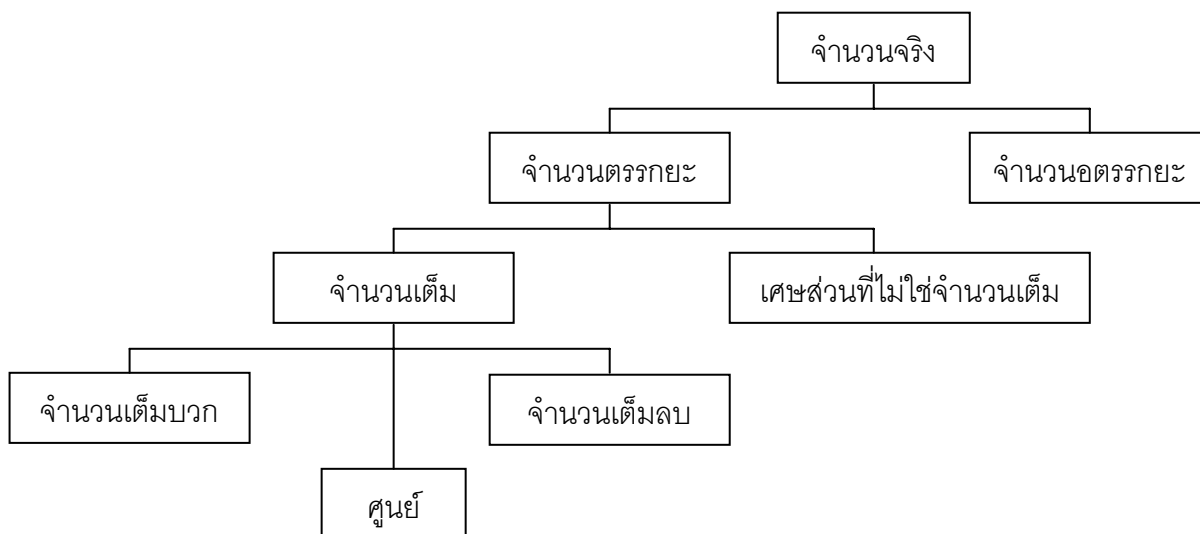 จำนวนจริง
จำนวนตรรกยะ
จำนวนอตรรกยะ
จำนวนเต็ม
เศษส่วนที่ไม่ใช่จำนวนเต็ม
จำนวนเต็มบวก
จำนวนเต็มลบ
ศูนย์